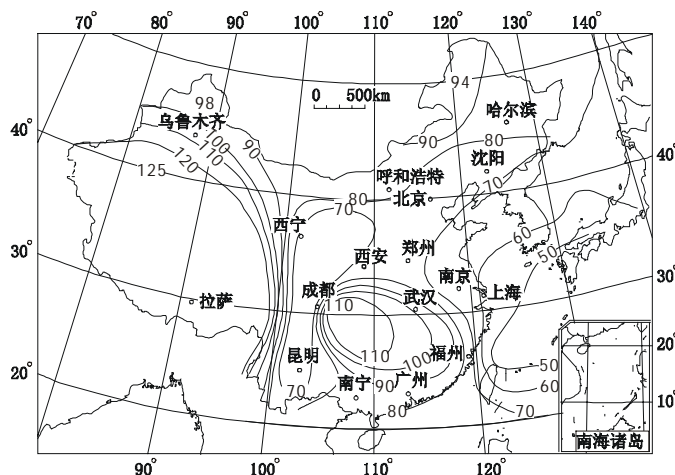 70° 80° 90° 100° 110° 120° 130° 140°
94
98
0 500km
哈尔滨
乌鲁木齐
40°
90 100 90 80
110
沈阳
40°
125 120
呼和浩特
70
80 北京
70
西宁
60
30°
西安 郑州
50
南京
30°
成都
上海
拉萨
110
武汉
20°
昆明
110 100 福州
50
20°
南宁 90 广州
60
70
80
70
10°
南海诸岛
90° 100° 110° 120°